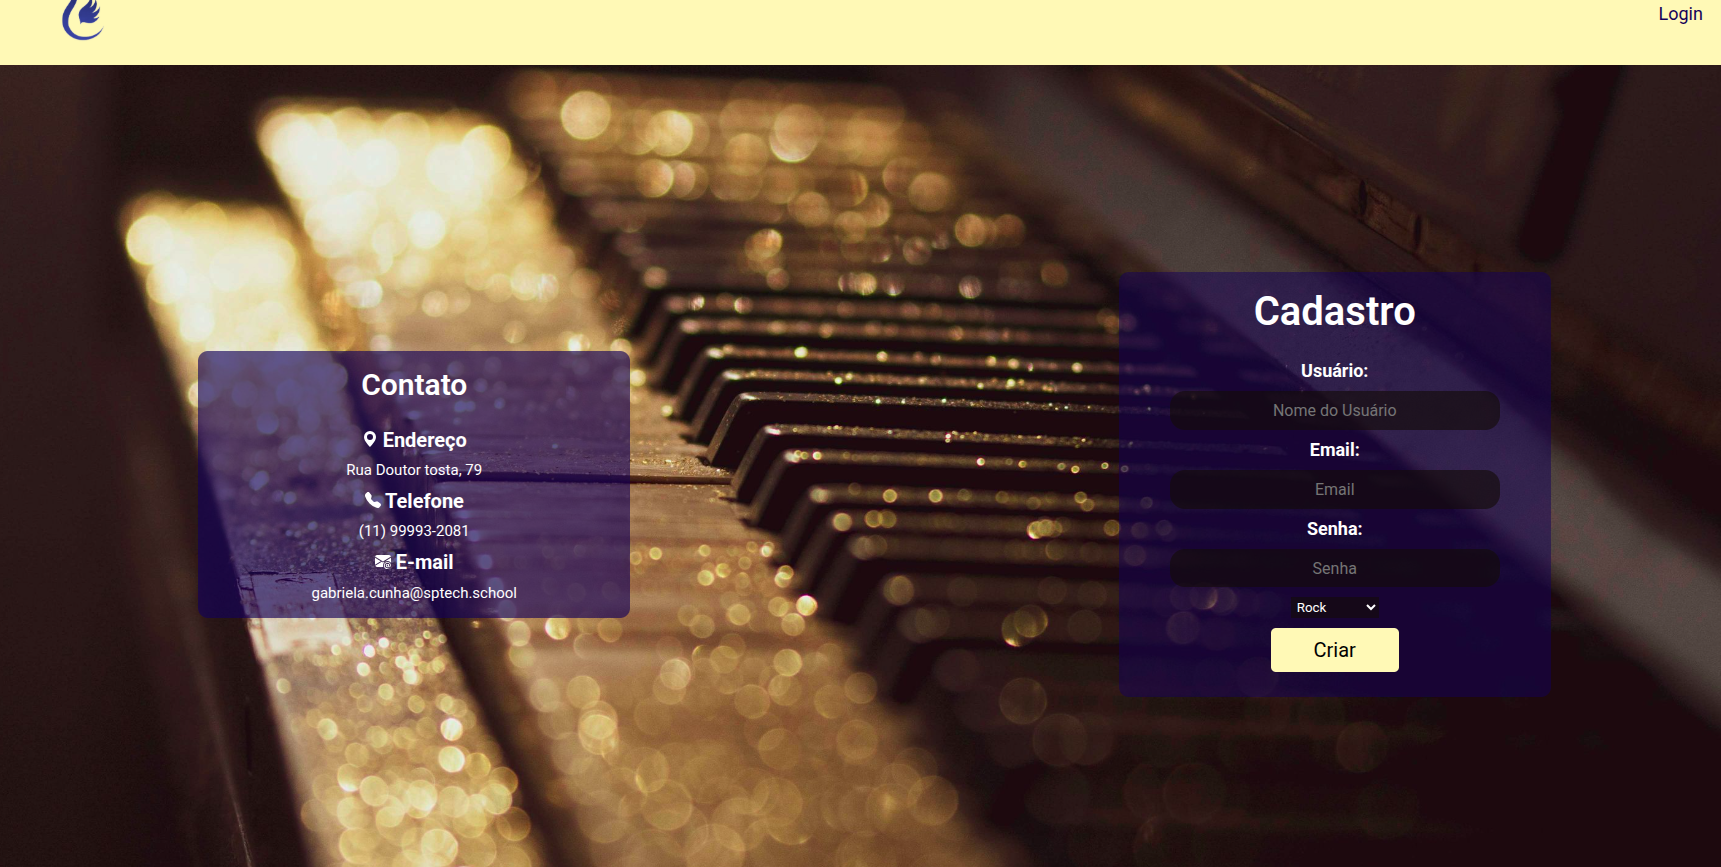 Login
Contato
Endereço
Rua Doutor tosta, 79
Telefone
(11) 99993-2081
E-mail
gabriela.cunha@sptech.school
Cadastro
Usuário:
Nome do Usuário
Email:
Email
Senha:
Senha
Rock
Criar